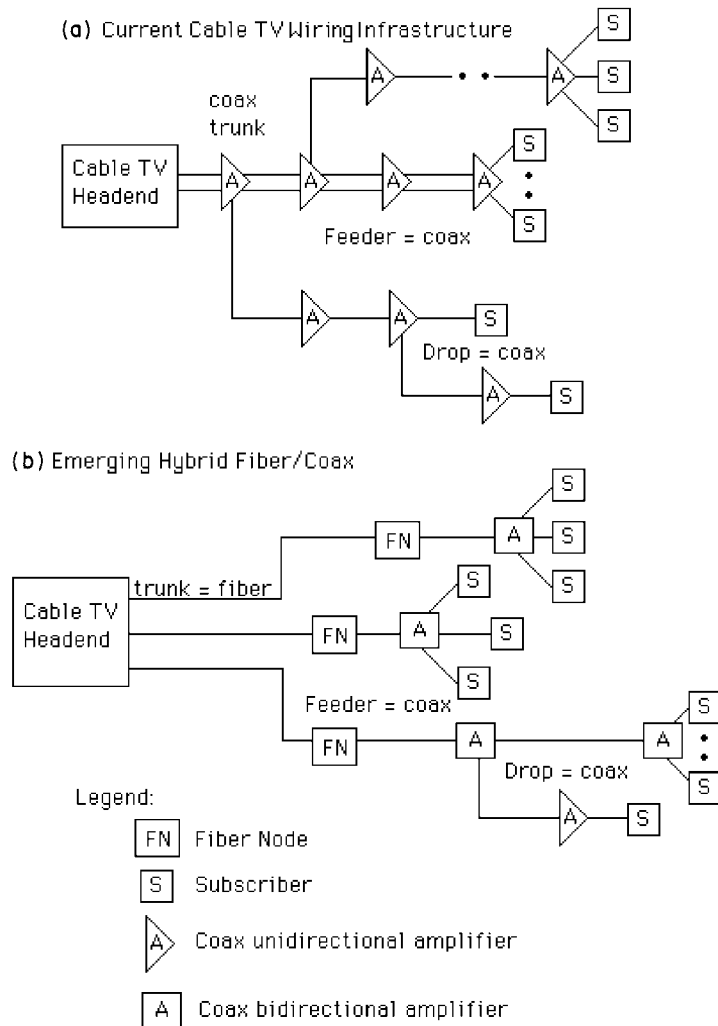 (a) Current Cable TV Wiring Infrastructure
S
A
A
S
coax
trunk
S
Cable TV
Headend
A
A
A
A
S
S
Feeder = coax
A
A
S
Drop = coax
A
S
(b) Emerging Hybrid Fiber/Coax
S
FN
A
S
S
trunk = fiber
Cable TV
Headend
S
FN
A
S
S
Feeder = coax
S
FN
A
A
Drop = coax
S
A
S
Legend:
FN Fiber Node
S Subscriber
A Coax unidirectional amplifier
A Coax bidirectional amplifier